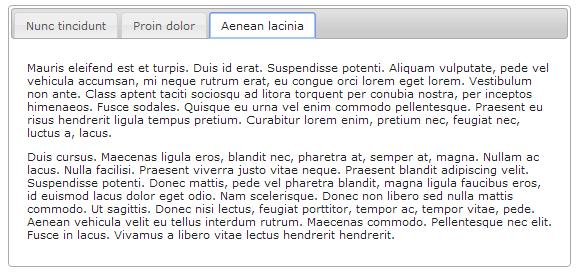 Nunc tincidunt Proin dolor Aenean lacinia
Mauris eleifend est et turpis. Duis id erat. Suspendisse potenti. Aliquam vulputate, pede vel
vehicula accumsan, mi neque rutrum erat, eu congue orci lorem eget lorem. Vestibulum
non ante. Class aptent taciti sociosqu ad litora torquent per conubia nostra, per inceptos
himenaeos. Fusce sodales. Quisque eu urna vel enim commodo pellentesque. Praesent eu
risus hendrerit ligula tempus pretium. Curabitur lorem enim, pretium nec, feugiat nec,
luctus a, lacus.
Duis cursus. Maecenas ligula eros, blandit nec, pharetra at, semper at, magna. Nullam ac
lacus. Nulla facilisi. Praesent viverra justo vitae neque. Praesent blandit adipiscing velit.
Suspendisse potenti. Donec mattis, pede vel pharetra blandit, magna ligula faucibus eros,
id euismod lacus dolor eget odio. Nam scelerisque. Donec non libero sed nulla mattis
commodo. Ut sagittis. Donec nisi lectus, feugiat porttitor, tempor ac, tempor vitae, pede.
Aenean vehicula velit eu tellus interdum rutrum. Maecenas commodo. Pellentesque nec elit.
Fusce in lacus. Vivamus a libero vitae lectus hendrerit hendrerit.